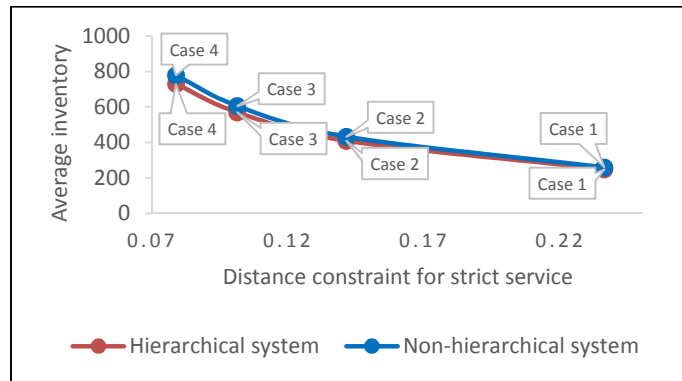 1000
800
600
400
200
0
Average inventory
Case 4
Case 3
Case 2
Case 1
Case 4
Case 3
Case 2
Case 1
0.07 0.12 0.17 0.22
Distance constraint for strict service
Hierarchical system Non-hierarchical system